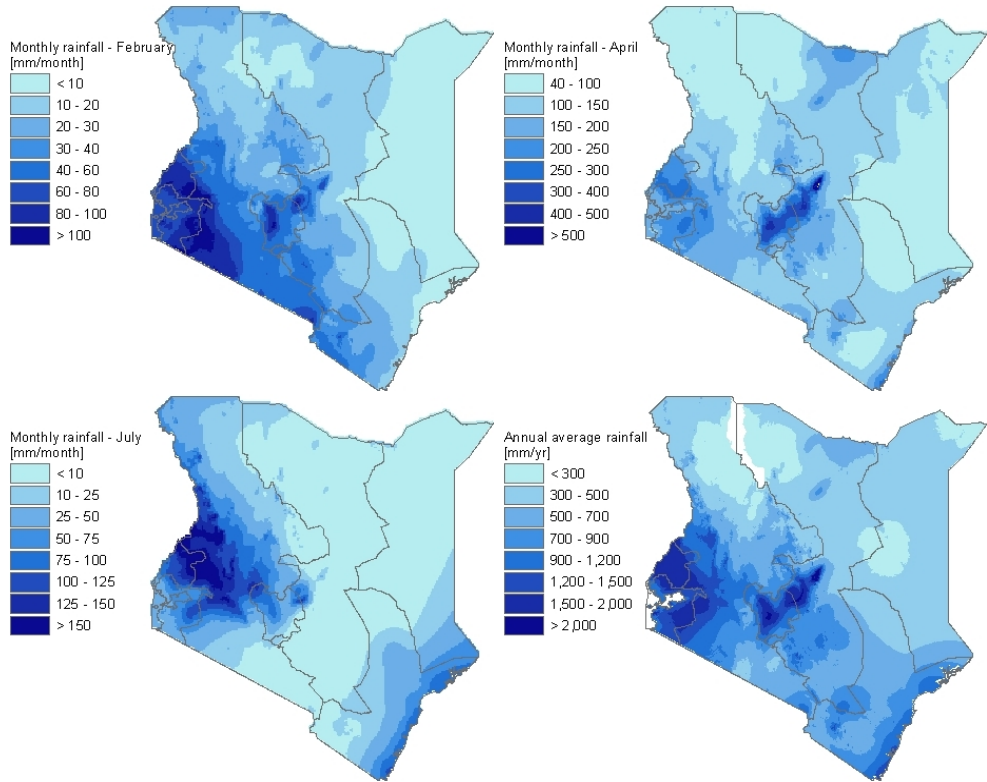 Monthly rainfall - February
[mm/month]
< 10
10 - 20
20 - 30
30 - 40
40 - 60
60 - 80
80 - 100
> 100
Monthly rainfall - April
[mm/month]
40 - 100
100 - 150
150 - 200
200 - 250
250 - 300
300 - 400
400 - 500
> 500
Monthly rainfall - July
[mm/month]
< 10
10 - 25
25 - 50
50 - 75
75 - 100
100 - 125
125 - 150
> 150
Annual average rainfall
[mm/yr]
< 300
300 - 500
500 - 700
700 - 900
900 - 1,200
1,200 - 1,500
1,500 - 2,000
> 2,000